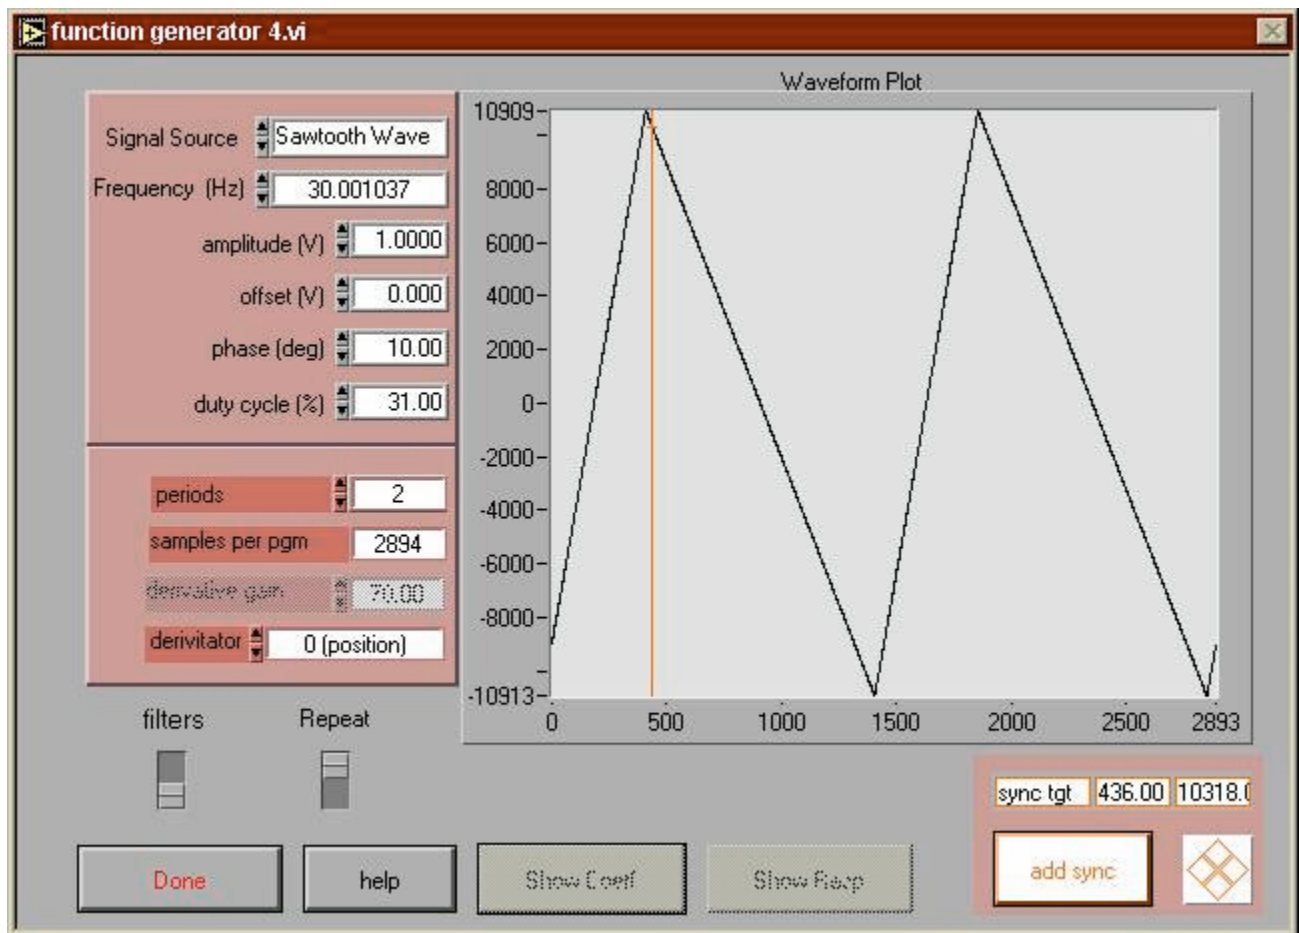 function generator 4.vi
Signal Source Sawtooth Wave
Frequency (Hz) 30.001037
amplitude (V) 1.0000
offset (V) 0.000
phase (deg) 10.00
duty cycle (%) 31.00
periods 2
samples per pgm 2894
derivative gain 70.00
derivitator 0 (position)
filters Repeat
Waveform Plot
10909
8000
6000
4000
2000
0
-2000
-4000
-6000
-8000
-10913
0 500 1000 1500 2000 2500 2893
sync tgt 436.00 10318.0
Done help Show Coef Show Resp add sync